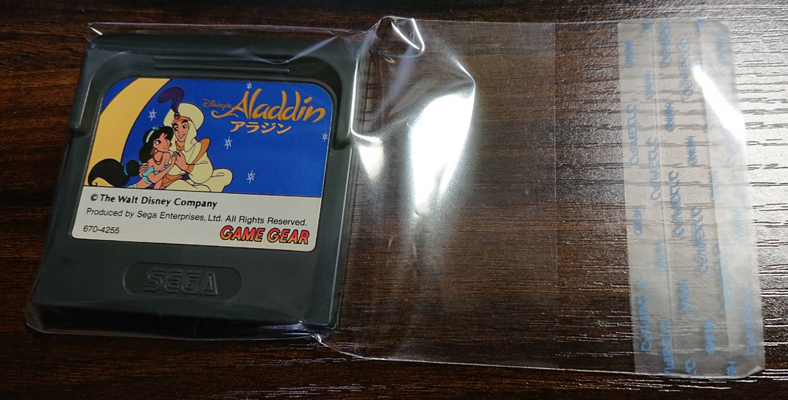 Disney's Aladdin
アラジン
© The Walt Disney Company
Produced by Sega Enterprises, Ltd. All Rights Reserved.
670-4255
GAME GEAR
SEGA